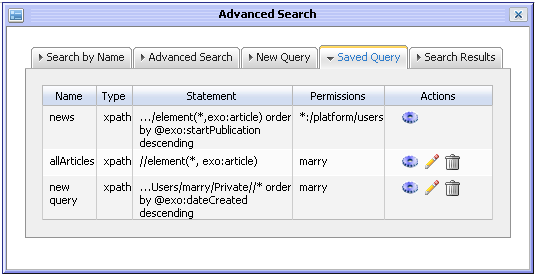 Advanced Search
Search by Name Advanced Search New Query Saved Query Search Results
Name Type Statement Permissions Actions
news xpath .../element(*,exo:article) order *:/platform/users
by @exo:startPublication
descending
allArticles xpath //element(*, exo:article) marry
new xpath ...Users/marry/Private//* order marry
query by @exo:dateCreated
descending